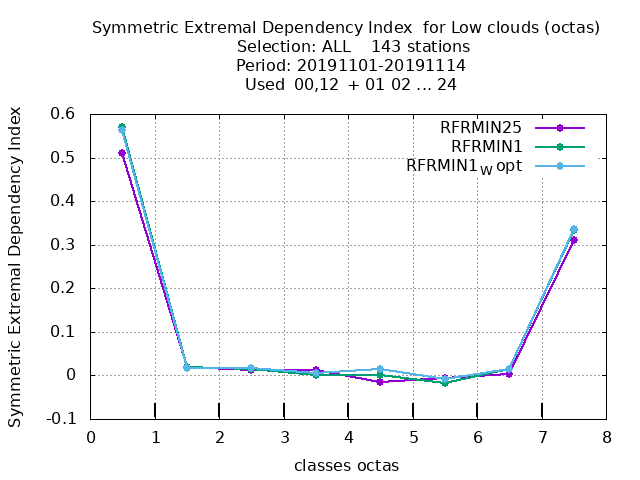 Symmetric Extremal Dependency Index  for Low clouds (octas)
Selection: ALL    143 stations
Period: 20191101-20191114
Used  00,12  + 01 02 ... 24
Symmetric Extremal Dependency Index
0.6
0.5
0.4
0.3
0.2
0.1
0
-0.1
RFRMIN25
RFRMIN1
RFRMIN1W opt
0 1 2 3 4 5 6 7 8
classes octas